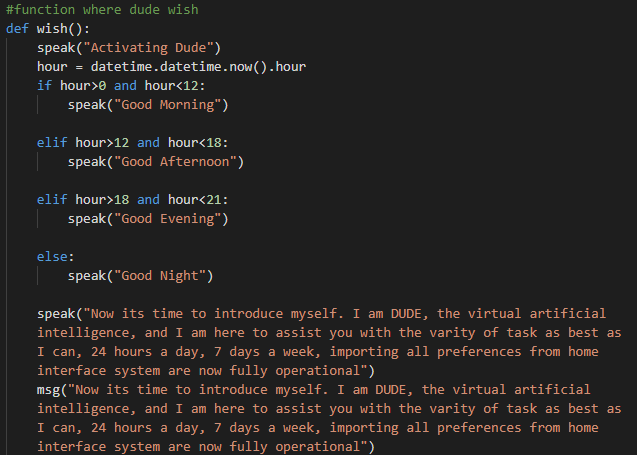 #function where dude wish
def wish():
    speak("Activating Dude")
    hour = datetime.datetime.now().hour
    if hour>0 and hour<12:
        speak("Good Morning")
    elif hour>12 and hour<18:
        speak("Good Afternoon")
    elif hour>18 and hour<21:
        speak("Good Evening")
    else:
        speak("Good Night")
    speak("Now its time to introduce myself. I am DUDE, the virtual artificial
    intelligence, and I am here to assist you with the varity of task as best as
    I can, 24 hours a day, 7 days a week, importing all preferences from home
    interface system are now fully operational")
    msg("Now its time to introduce myself. I am DUDE, the virtual artificial
    intelligence, and I am here to assist you with the varity of task as best as
    I can, 24 hours a day, 7 days a week, importing all preferences from home
    interface system are now fully operational")